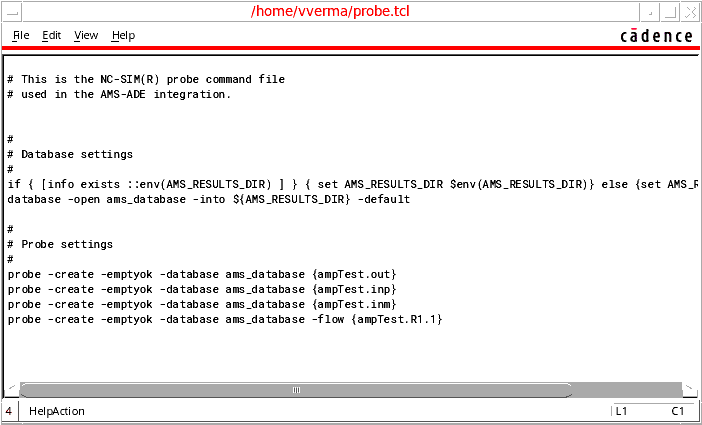 /home/vverma/probe.tcl
File Edit View Help
cādence
# This is the NC-SIM(R) probe command file
# used in the AMS-ADE integration.
#
# Database settings
#
if { [info exists ::env(AMS_RESULTS_DIR) ] } { set AMS_RESULTS_DIR $env(AMS_RESULTS_DIR)} else {set AMS_R
database -open ams_database -into ${AMS_RESULTS_DIR} -default
#
# Probe settings
#
probe -create -emptyok -database ams_database {ampTest.out}
probe -create -emptyok -database ams_database {ampTest.inp}
probe -create -emptyok -database ams_database {ampTest.inm}
probe -create -emptyok -database ams_database -flow {ampTest.R1.1}
4 HelpAction L1 C1